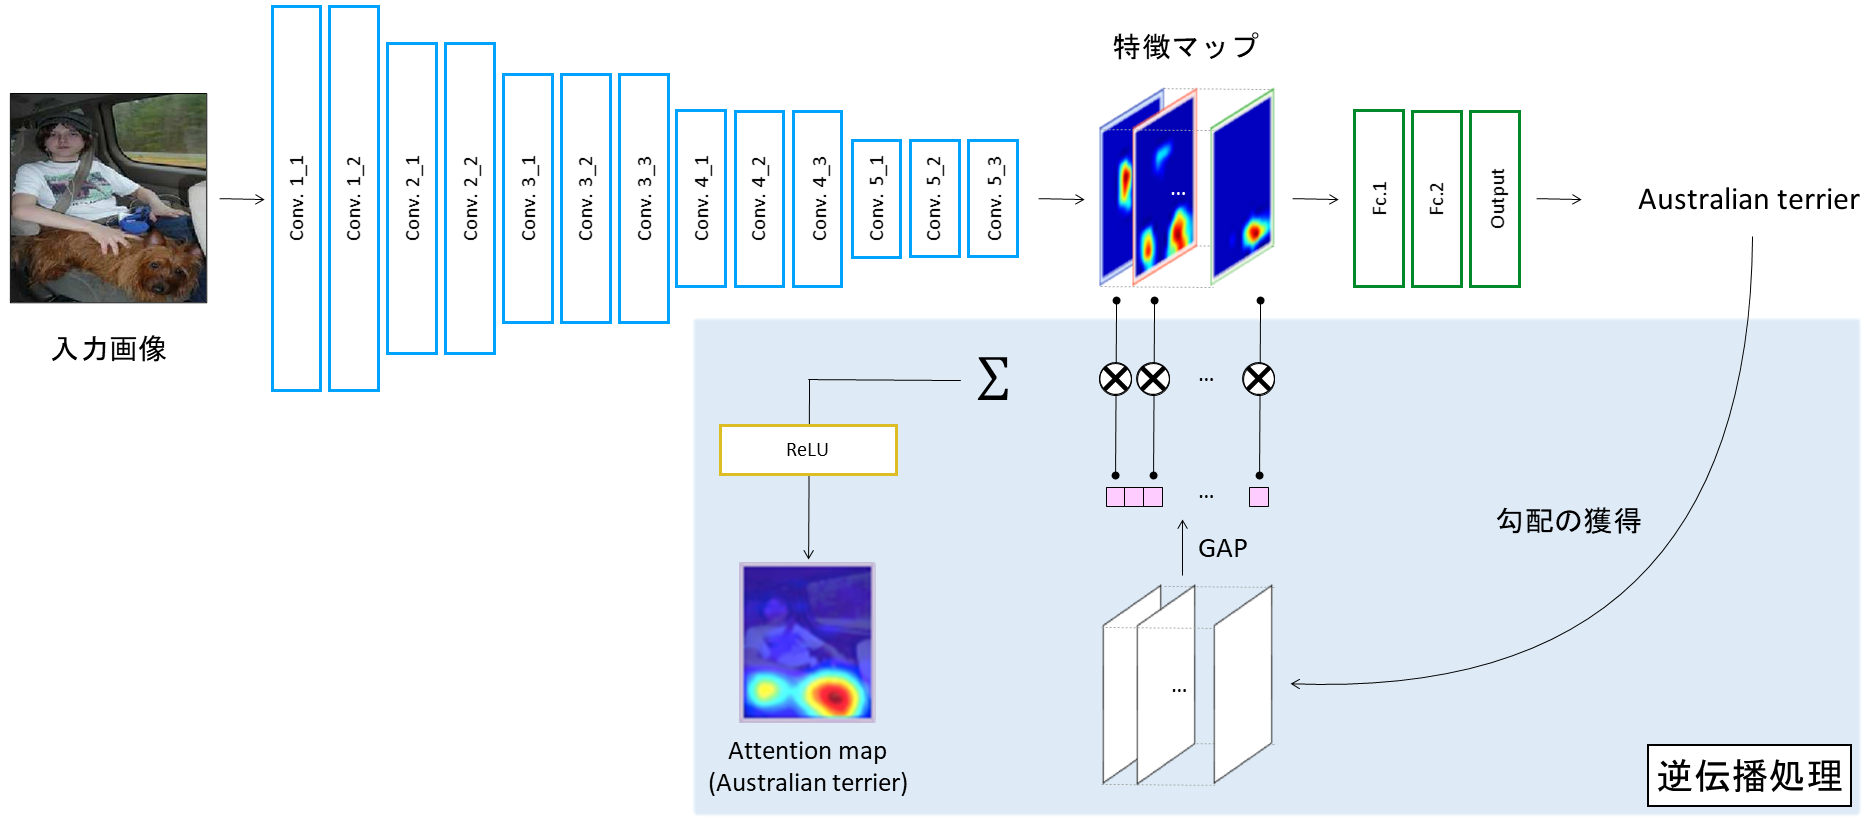 入力画像
Conv. 1_1
Conv. 1_2
Conv. 2_1
Conv. 2_2
Conv. 3_1
Conv. 3_2
Conv. 3_3
Conv. 4_1
Conv. 4_2
Conv. 4_3
Conv. 5_1
Conv. 5_2
Conv. 5_3
特徴マップ
...
Fc.1
Fc.2
Output
Australian terrier
Σ
...
ReLU
...
GAP
勾配の獲得
...
Attention map
(Australian terrier)
逆伝播処理